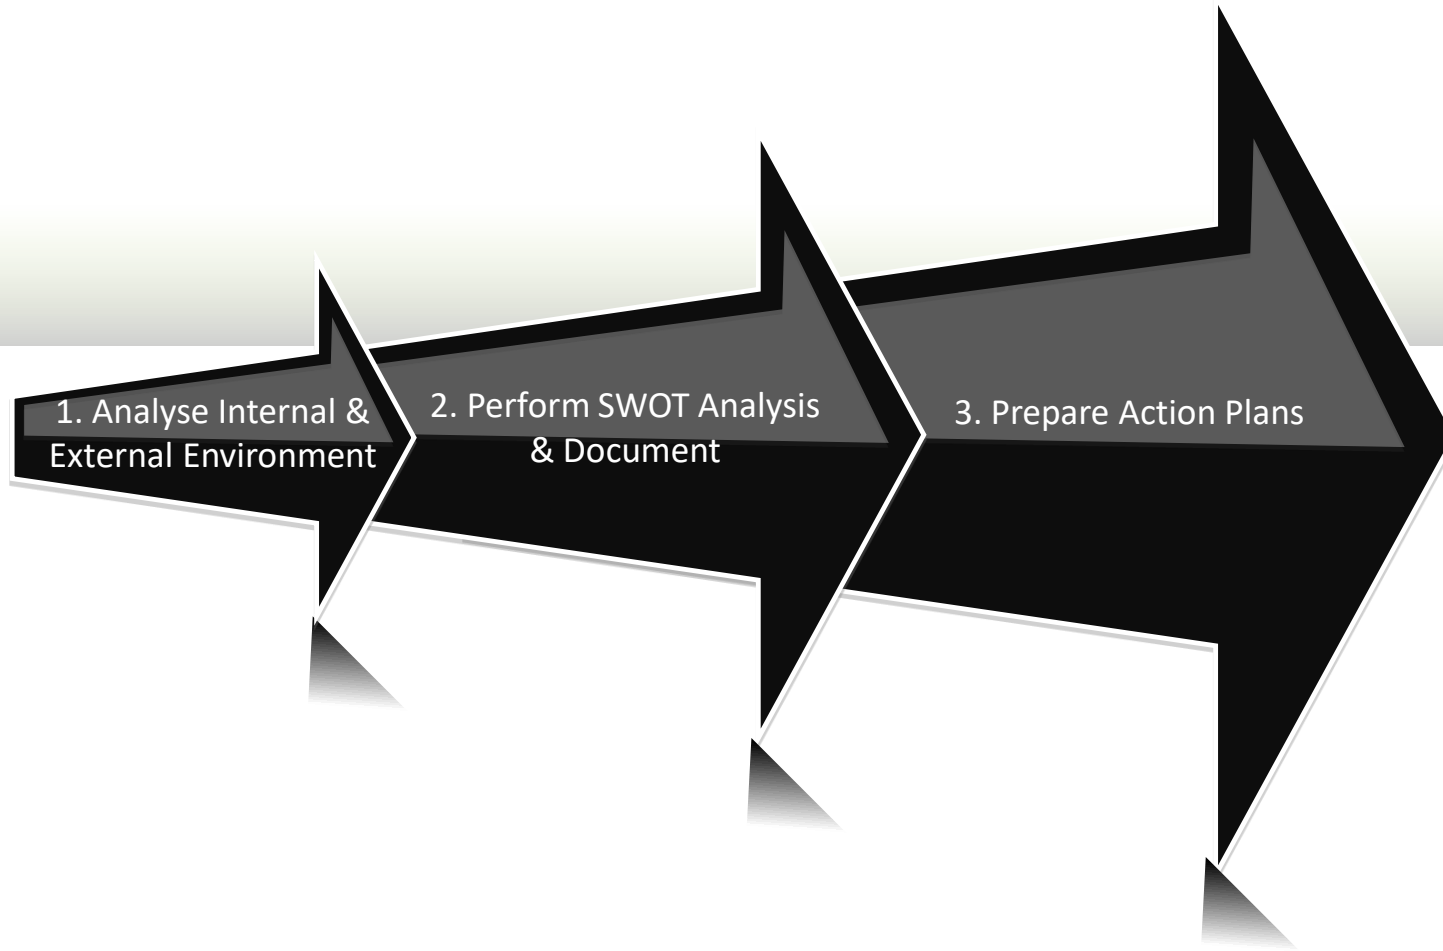 1. Analyse Internal &
External Environment
2. Perform SWOT Analysis
& Document
3. Prepare Action Plans